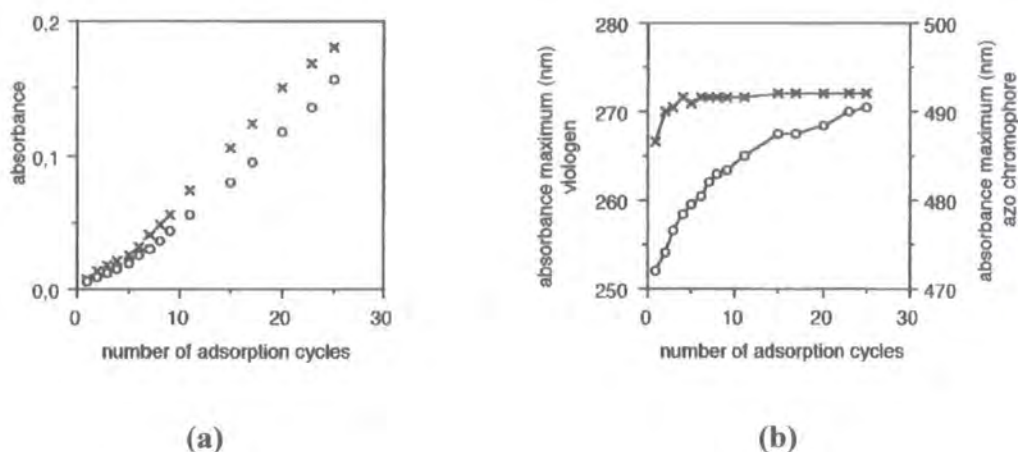 0,2
0,1
0,0
0
10
20
30
absorbance
number of adsorption cycles
(a)
280
270
260
250
500
490
480
470
0
10
20
30
absorbance maximum (nm)
viologen
absorbance maximum (nm)
azo chromophore
number of adsorption cycles
(b)